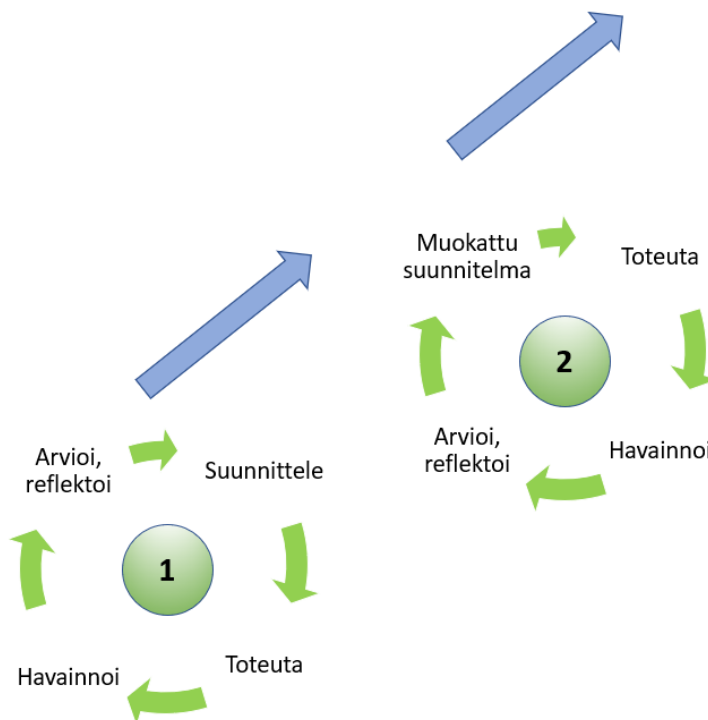 Muokattu
suunnitelma
Toteuta
2
Arvioi,
reflektoi
Havainnoi
Arvioi,
reflektoi
Suunnittele
1
Havainnoi
Toteuta